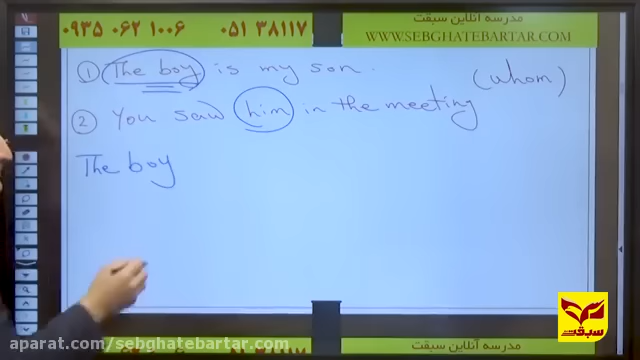 مدرسه آنلاین سبقت
۰۹۳۵ ۰۶۲ ۱۰۰۶ ۰۵۱ ۳۸۱۱۷
WWW.SEBGHATEBARTAR.COM
① The boy is my son.
(whom)
② You saw him in the meeting
The boy
سبقت
aparat.com/sebghatebartar.com
مدرسه آنلاین سبقت